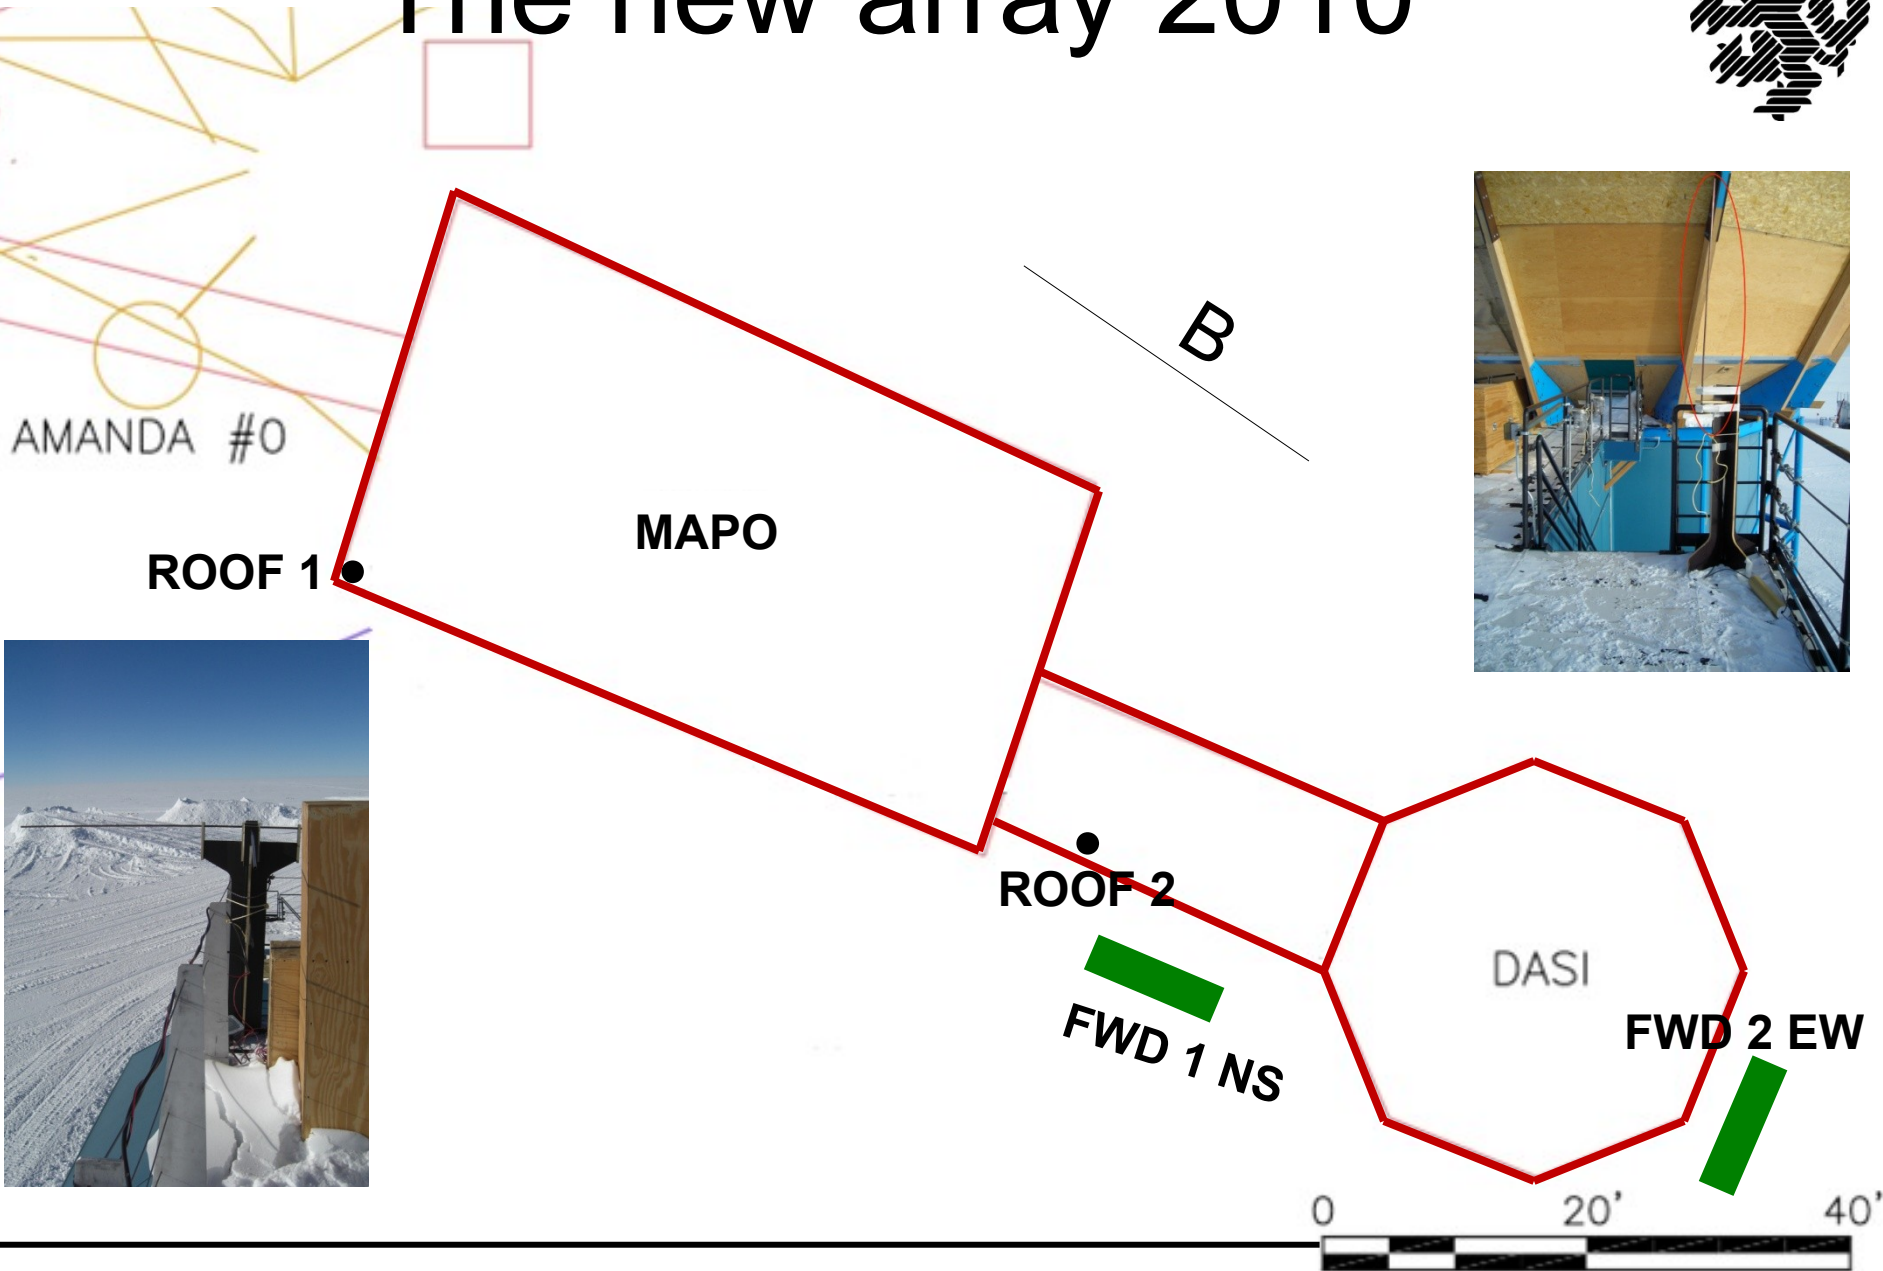 The new array 2010
B
AMANDA #0
MAPO
ROOF 1
ROOF 2
DASI
FWD 1 NS
FWD 2 EW
0 20' 40'